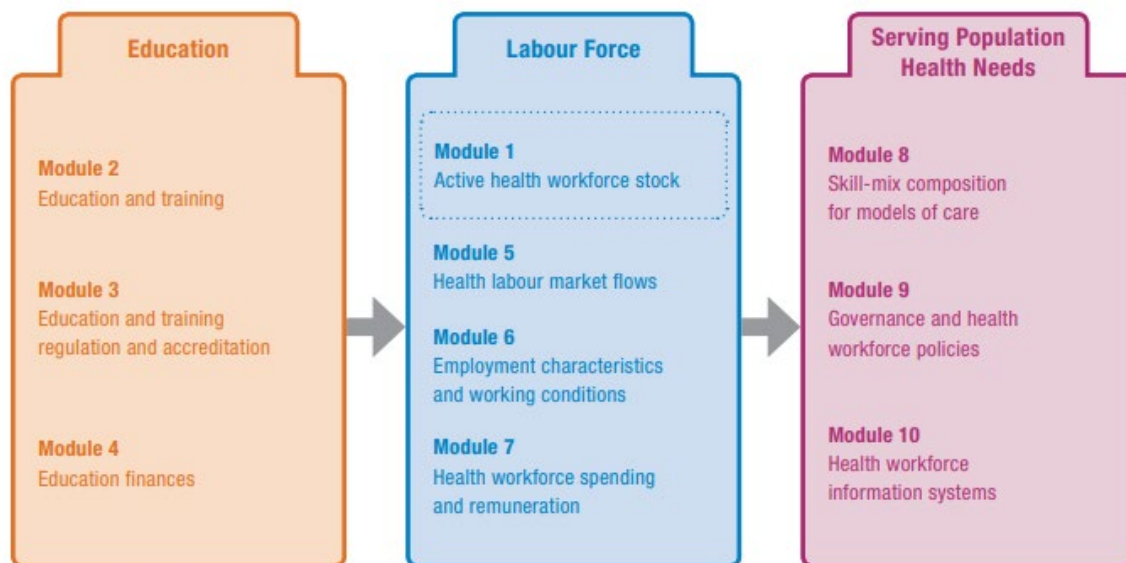 Education
Module 2
Education and training
Module 3
Education and training
regulation and accreditation
Module 4
Education finances
Labour Force
Module 1
Active health workforce stock
Module 5
Health labour market flows
Module 6
Employment characteristics
and working conditions
Module 7
Health workforce spending
and remuneration
Serving Population
Health Needs
Module 8
Skill-mix composition
for models of care
Module 9
Governance and health
workforce policies
Module 10
Health workforce
information systems